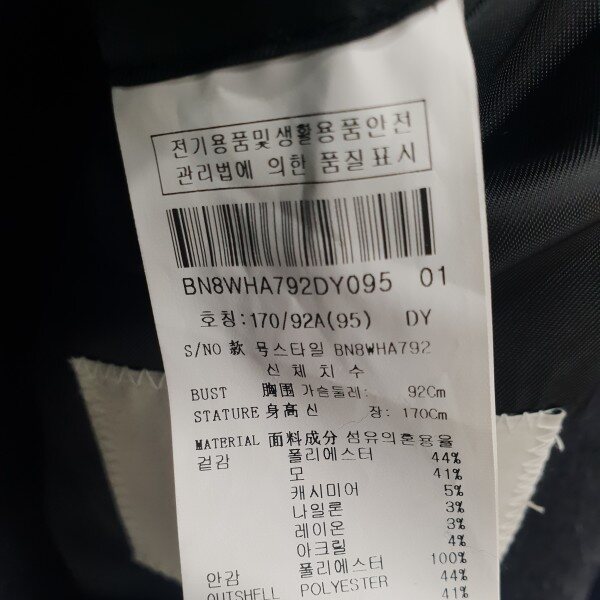 전기용품및생활용품안전
관리법에 의한 품질표시
BN8WHA792DY095 01
호칭:170/92A(95) DY
S/NO 款 号스타일 BN8WHA792
신 체 치 수
BUST 胸围 가슴둘레: 92Cm
STATURE 身高 신 장: 170Cm
MATERIAL 面料成分 섬유의혼용율
겉감 폴리에스터 44%
모 41%
캐시미어 5%
나일론 3%
레이온 3%
아크릴 4%
안감 폴리에스터 100%
OUTSHELL POLYESTER 44%
41%